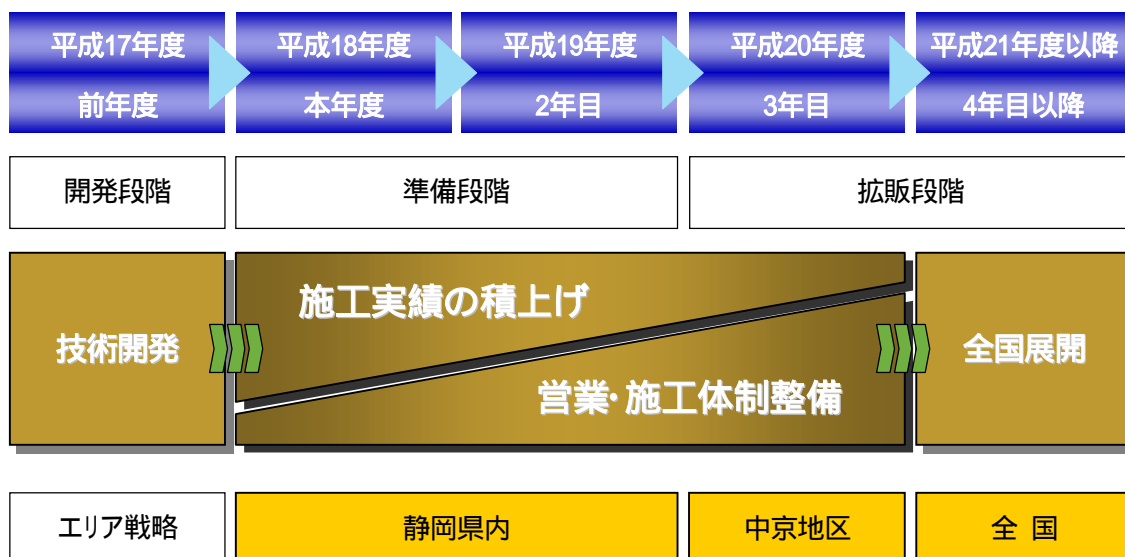 平成17年度
前年度
平成18年度
本年度
平成19年度
2年目
平成20年度
3年目
平成21年度以降
4年目以降
開発段階
準備段階
拡販段階
技術開発
施工実績の積上げ
営業・施工体制整備
全国展開
エリア戦略
静岡県内
中京地区
全 国